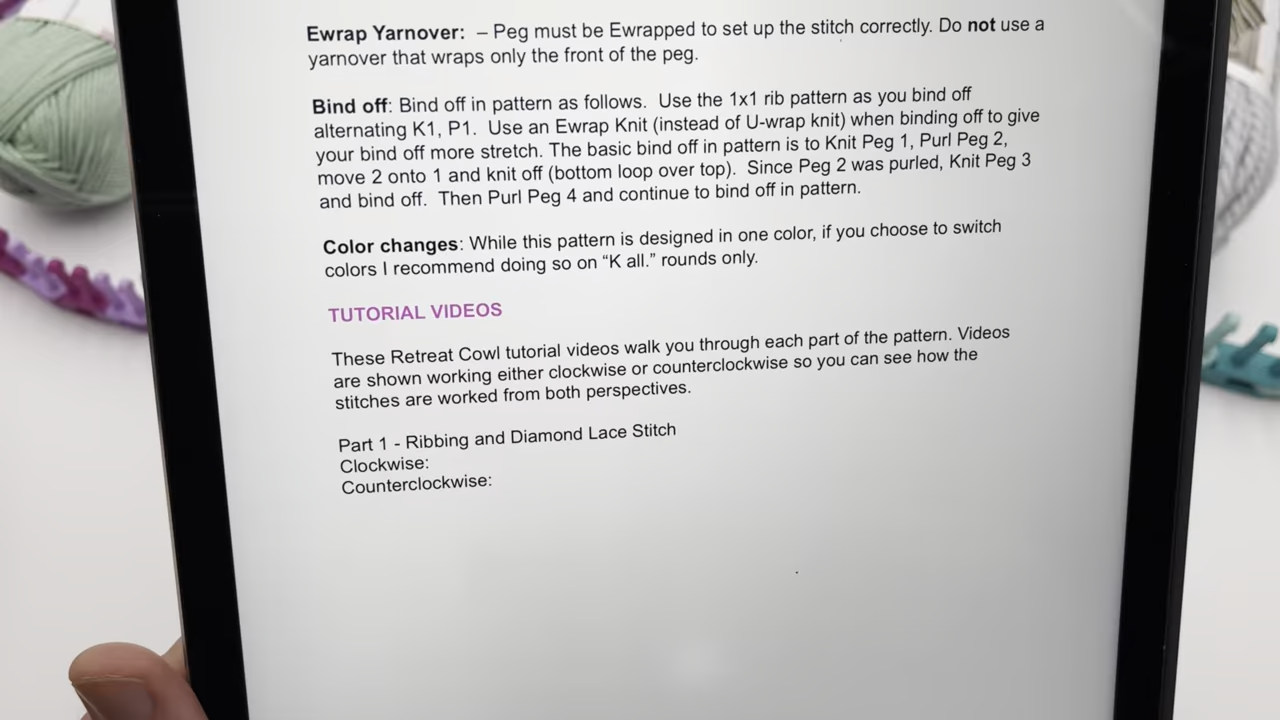 Ewrap Yarnover: – Peg must be Ewrapped to set up the stitch correctly. Do not use a
yarnover that wraps only the front of the peg.
Bind off: Bind off in pattern as follows. Use the 1x1 rib pattern as you bind off
alternating K1, P1. Use an Ewrap Knit (instead of U-wrap knit) when binding off to give
your bind off more stretch. The basic bind off in pattern is to Knit Peg 1, Purl Peg 2,
move 2 onto 1 and knit off (bottom loop over top). Since Peg 2 was purled, Knit Peg 3
and bind off. Then Purl Peg 4 and continue to bind off in pattern.
Color changes: While this pattern is designed in one color, if you choose to switch
colors I recommend doing so on “K all.” rounds only.
TUTORIAL VIDEOS
These Retreat Cowl tutorial videos walk you through each part of the pattern. Videos
are shown working either clockwise or counterclockwise so you can see how the
stitches are worked from both perspectives.
Part 1 - Ribbing and Diamond Lace Stitch
Clockwise:
Counterclockwise: